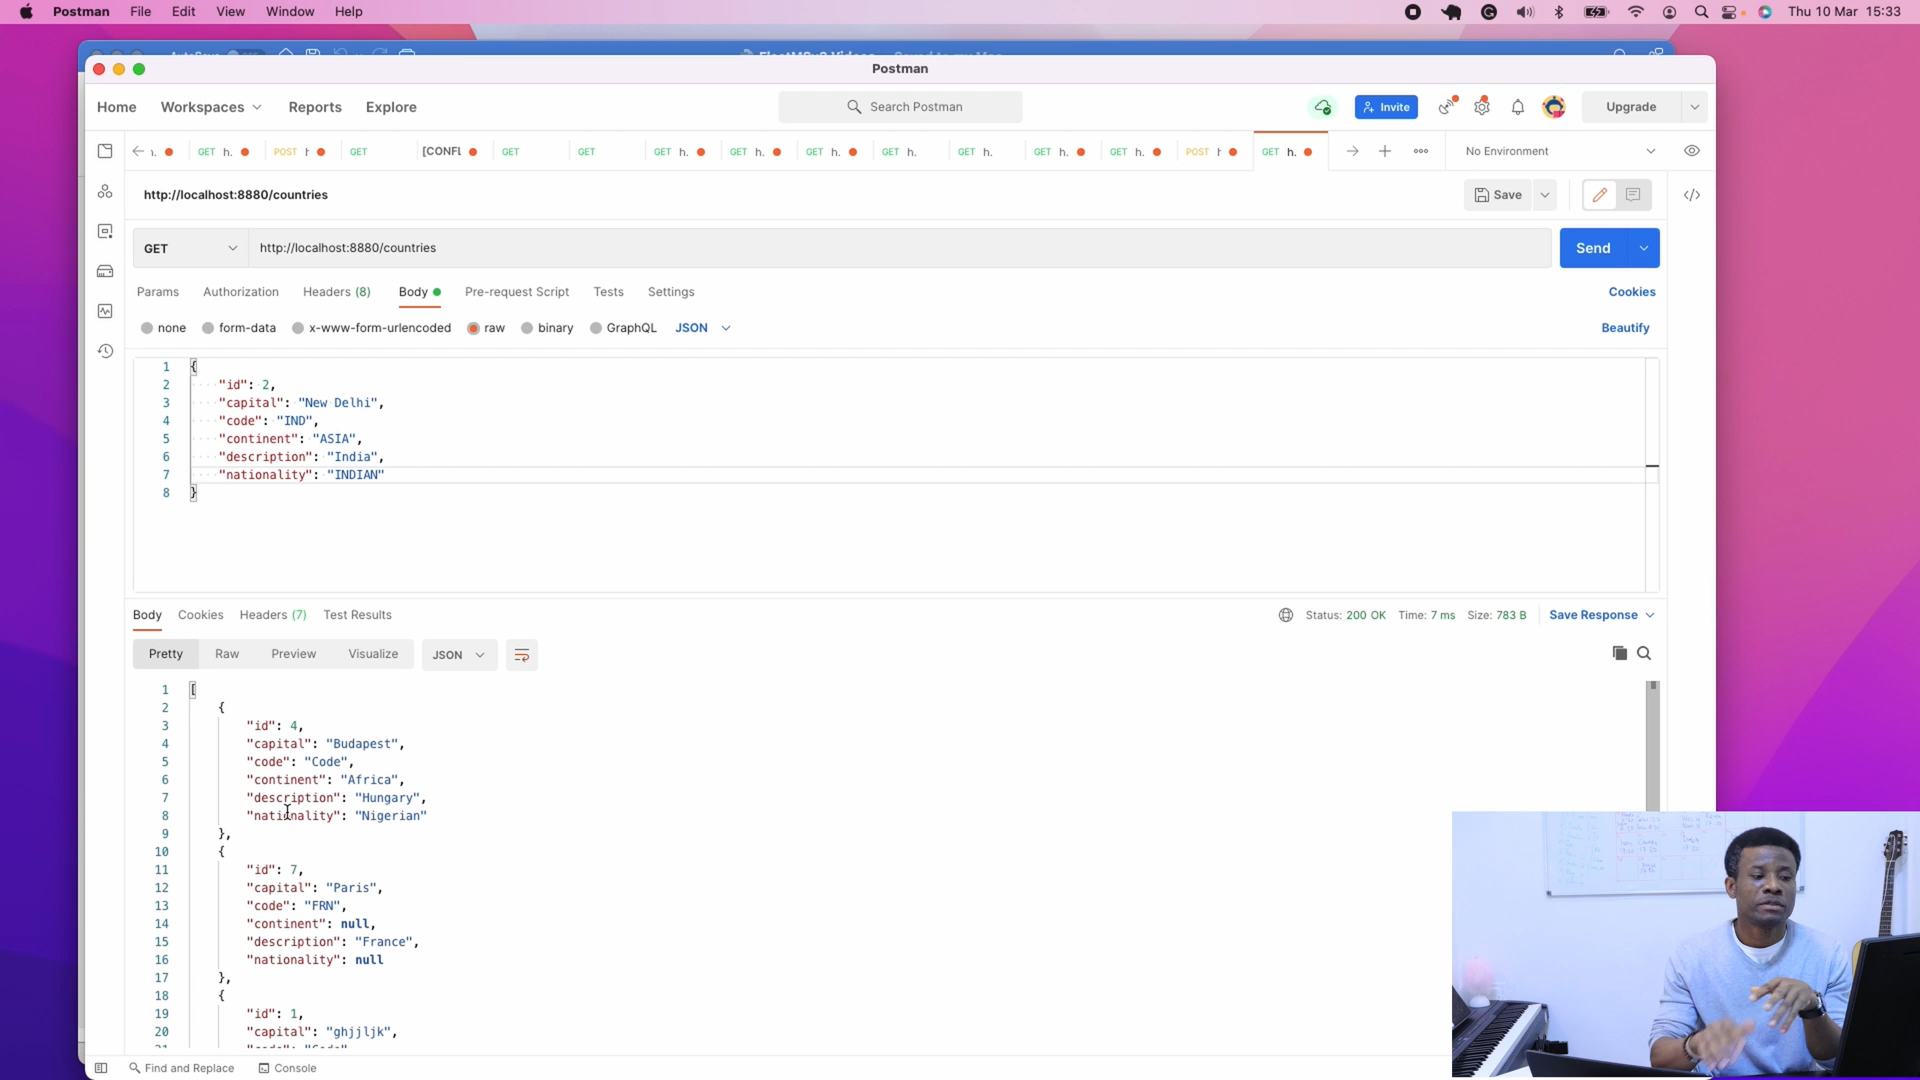 Postman File Edit View Window Help
Thu 10 Mar 15:33
Postman
Home Workspaces Reports Explore
Search Postman
Invite
Upgrade
GET h. POST GET [CONFL GET GET GET h. GET h. GET h. GET h. GET h. GET h. GET h. POST GET h.
No Environment
http://localhost:8880/countries
Save
GET http://localhost:8880/countries
Send
Params Authorization Headers (8) Body Pre-request Script Tests Settings
Cookies
none form-data x-www-form-urlencoded raw binary GraphQL JSON
Beautify
1 {
2 "id": 2,
3 "capital": "New Delhi",
4 "code": "IND",
5 "continent": "ASIA",
6 "description": "India",
7 "nationality": "INDIAN"
8 }
Body Cookies Headers (7) Test Results
Status: 200 OK Time: 7 ms Size: 783 B Save Response
Pretty Raw Preview Visualize JSON
1 [
2 {
3 "id": 4,
4 "capital": "Budapest",
5 "code": "Code",
6 "continent": "Africa",
7 "description": "Hungary",
8 "nationality": "Nigerian"
9 },
10 {
11 "id": 7,
12 "capital": "Paris",
13 "code": "FRN",
14 "continent": null,
15 "description": "France",
16 "nationality": null
17 },
18 {
19 "id": 1,
20 "capital": "ghjjljk",
Find and Replace Console